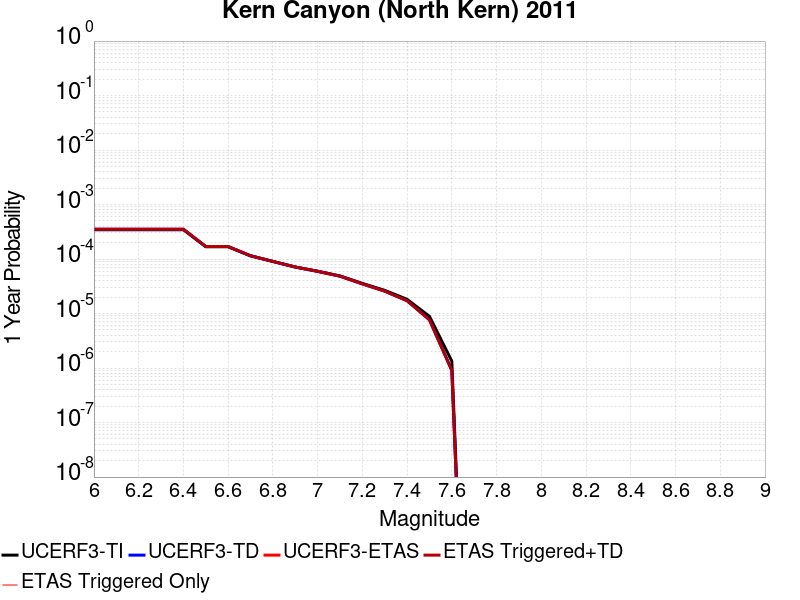 Kern Canyon (North Kern) 2011
1 Year Probability
10^0
10^-1
10^-2
10^-3
10^-4
10^-5
10^-6
10^-7
10^-8
6 6.2 6.4 6.6 6.8 7 7.2 7.4 7.6 7.8 8 8.2 8.4 8.6 8.8 9
Magnitude
UCERF3-TI UCERF3-TD UCERF3-ETAS ETAS Triggered+TD
ETAS Triggered Only